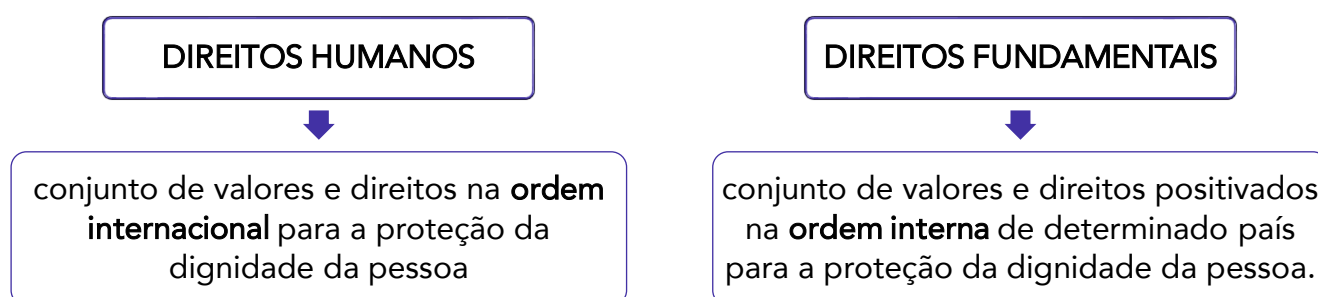 DIREITOS HUMANOS
conjunto de valores e direitos na ordem
internacional para a proteção da
dignidade da pessoa
DIREITOS FUNDAMENTAIS
conjunto de valores e direitos positivados
na ordem interna de determinado país
para a proteção da dignidade da pessoa.